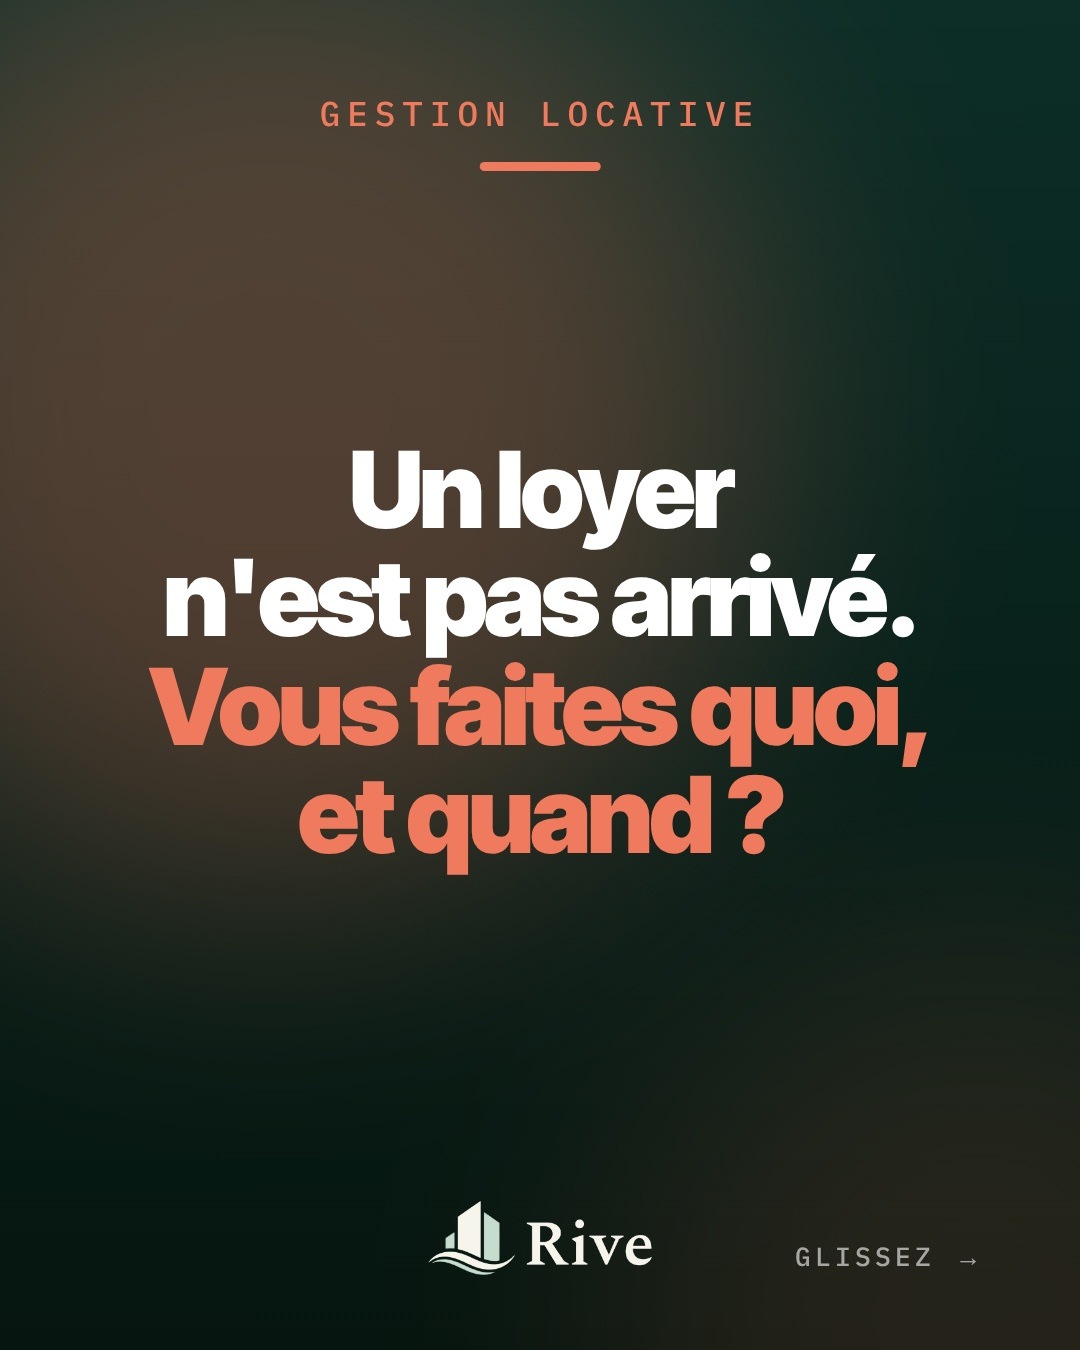 GESTION LOCATIVE
Un loyer
n'est pas arrivé.
Vous faites quoi,
et quand ?
Rive
GLISSEZ →